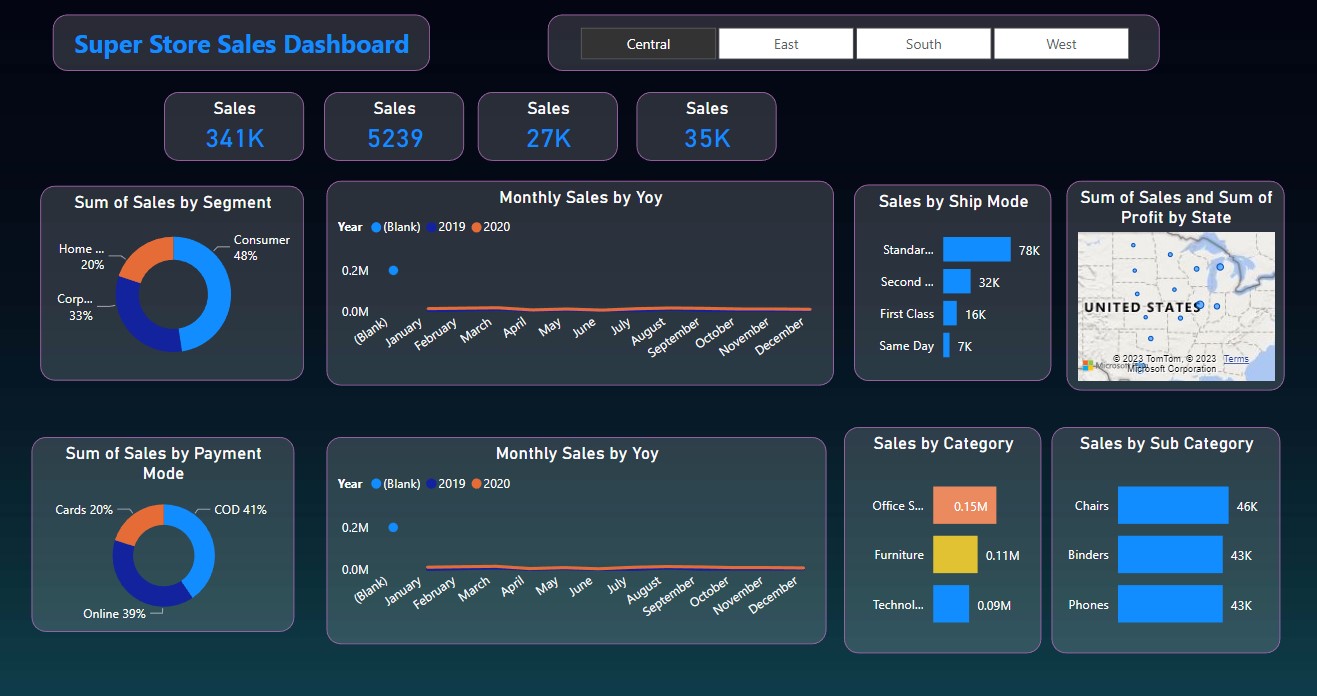 Super Store Sales Dashboard
Central East South West
Sales
341K
Sales
5239
Sales
27K
Sales
35K
Sum of Sales by Segment
Consumer
48%
Home ...
20%
Corp...
33%
Monthly Sales by Yoy
Year (Blank) 2019 2020
0.2M
0.0M
(Blank) January February March April May June July August September October November December
Sales by Ship Mode
Standar... 78K
Second ... 32K
First Class 16K
Same Day 7K
Sum of Sales and Sum of
Profit by State
UNITED STATES
© 2023 TomTom, © 2023 Terms
Microsoft Corporation
Sum of Sales by Payment
Mode
Cards 20% COD 41%
Online 39%
Monthly Sales by Yoy
Year (Blank) 2019 2020
0.2M
0.0M
(Blank) January February March April May June July August September October November December
Sales by Category
Office S... 0.15M
Furniture 0.11M
Technol... 0.09M
Sales by Sub Category
Chairs 46K
Binders 43K
Phones 43K